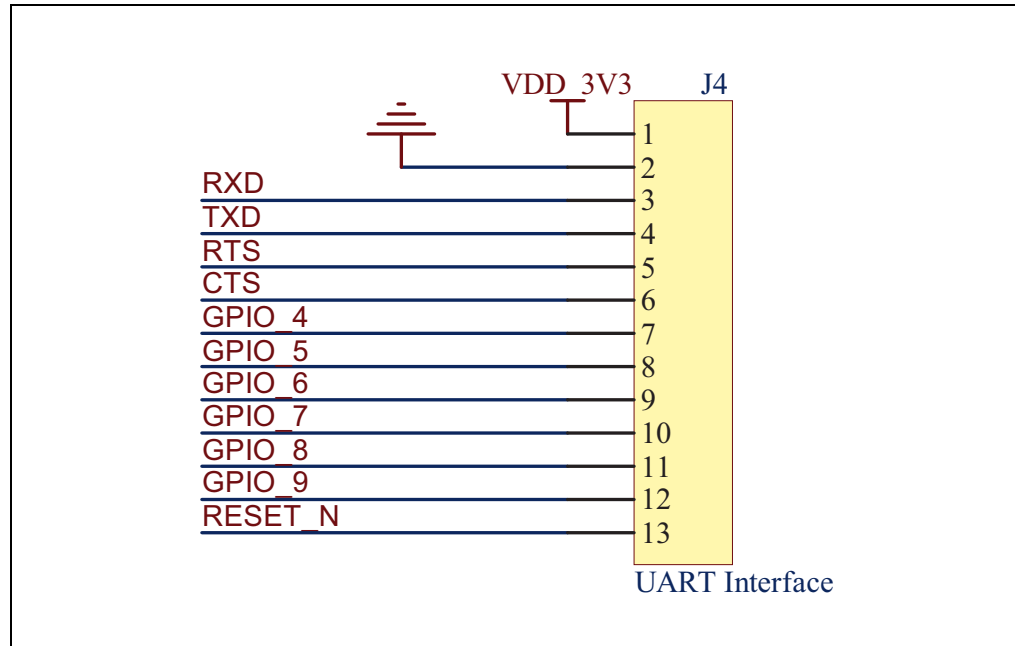 VDD_3V3 J4
1
2
RXD 3
TXD 4
RTS 5
CTS 6
GPIO_4 7
GPIO_5 8
GPIO_6 9
GPIO_7 10
GPIO_8 11
GPIO_9 12
RESET_N 13
UART Interface